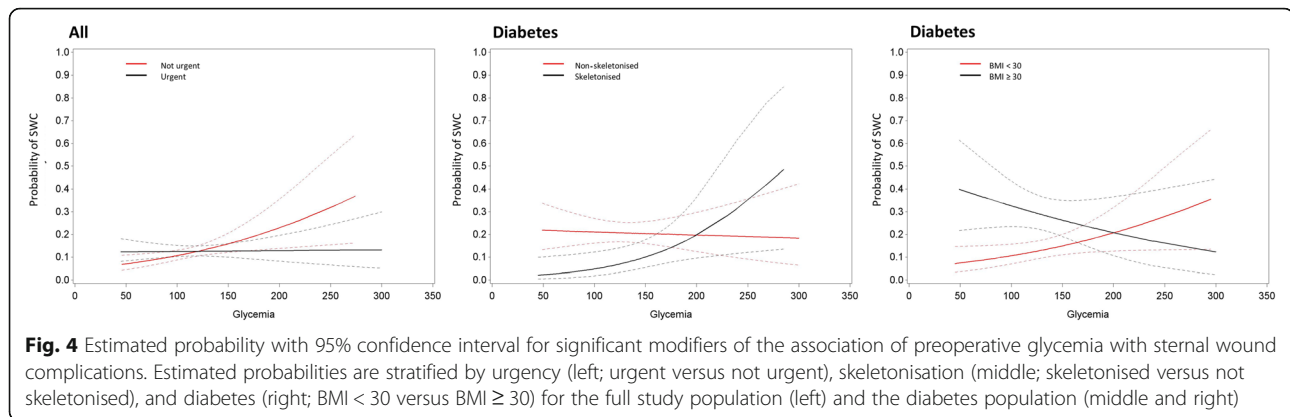 All
Diabetes
Diabetes
Probability of SWC
1.0
0.9
0.8
0.7
0.6
0.5
0.4
0.3
0.2
0.1
0.0
Not urgent
Urgent
0 50 100 150 200 250 300 350
Glycemia
Probability of SWC
1.0
0.9
0.8
0.7
0.6
0.5
0.4
0.3
0.2
0.1
0.0
Non-skeletonised
Skeletonised
0 50 100 150 200 250 300 350
Glycemia
Probability of SWC
1.0
0.9
0.8
0.7
0.6
0.5
0.4
0.3
0.2
0.1
0.0
BMI < 30
BMI ≥ 30
0 50 100 150 200 250 300 350
Glycemia
Fig. 4 Estimated probability with 95% confidence interval for significant modifiers of the association of preoperative glycemia with sternal wound
complications. Estimated probabilities are stratified by urgency (left; urgent versus not urgent), skeletonisation (middle; skeletonised versus not
skeletonised), and diabetes (right; BMI < 30 versus BMI ≥ 30) for the full study population (left) and the diabetes population (middle and right)